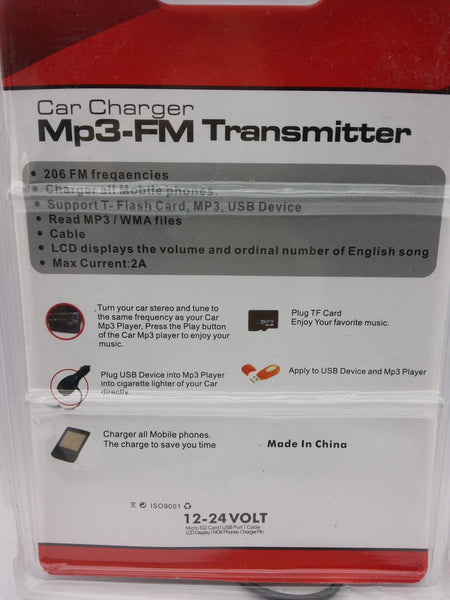 Car Charger
Mp3-FM Transmitter
206 FM freqaencies
Charger all Mobile phones.
Support T- Flash Card, MP3, USB Device
Read MP3 / WMA files
Cable
LCD displays the volume and ordinal number of English song
Max Current:2A
Turn your car stereo and tune to
the same frequency as your Car
Mp3 Player, Press the Play button
of the Car Mp3 player to enjoy your
music.
Plug TF Card
Enjoy Your favorite music.
Plug USB Device into Mp3 Player
into cigarette lighter of your Car
directly.
Apply to USB Device and Mp3 Player
Charger all Mobile phones.
The charge to save you time
Made In China
ISO9001
12-24 VOLT
Micro SD Card | USB Port | Cable
LCD Display | NOK Phones Charger Pin